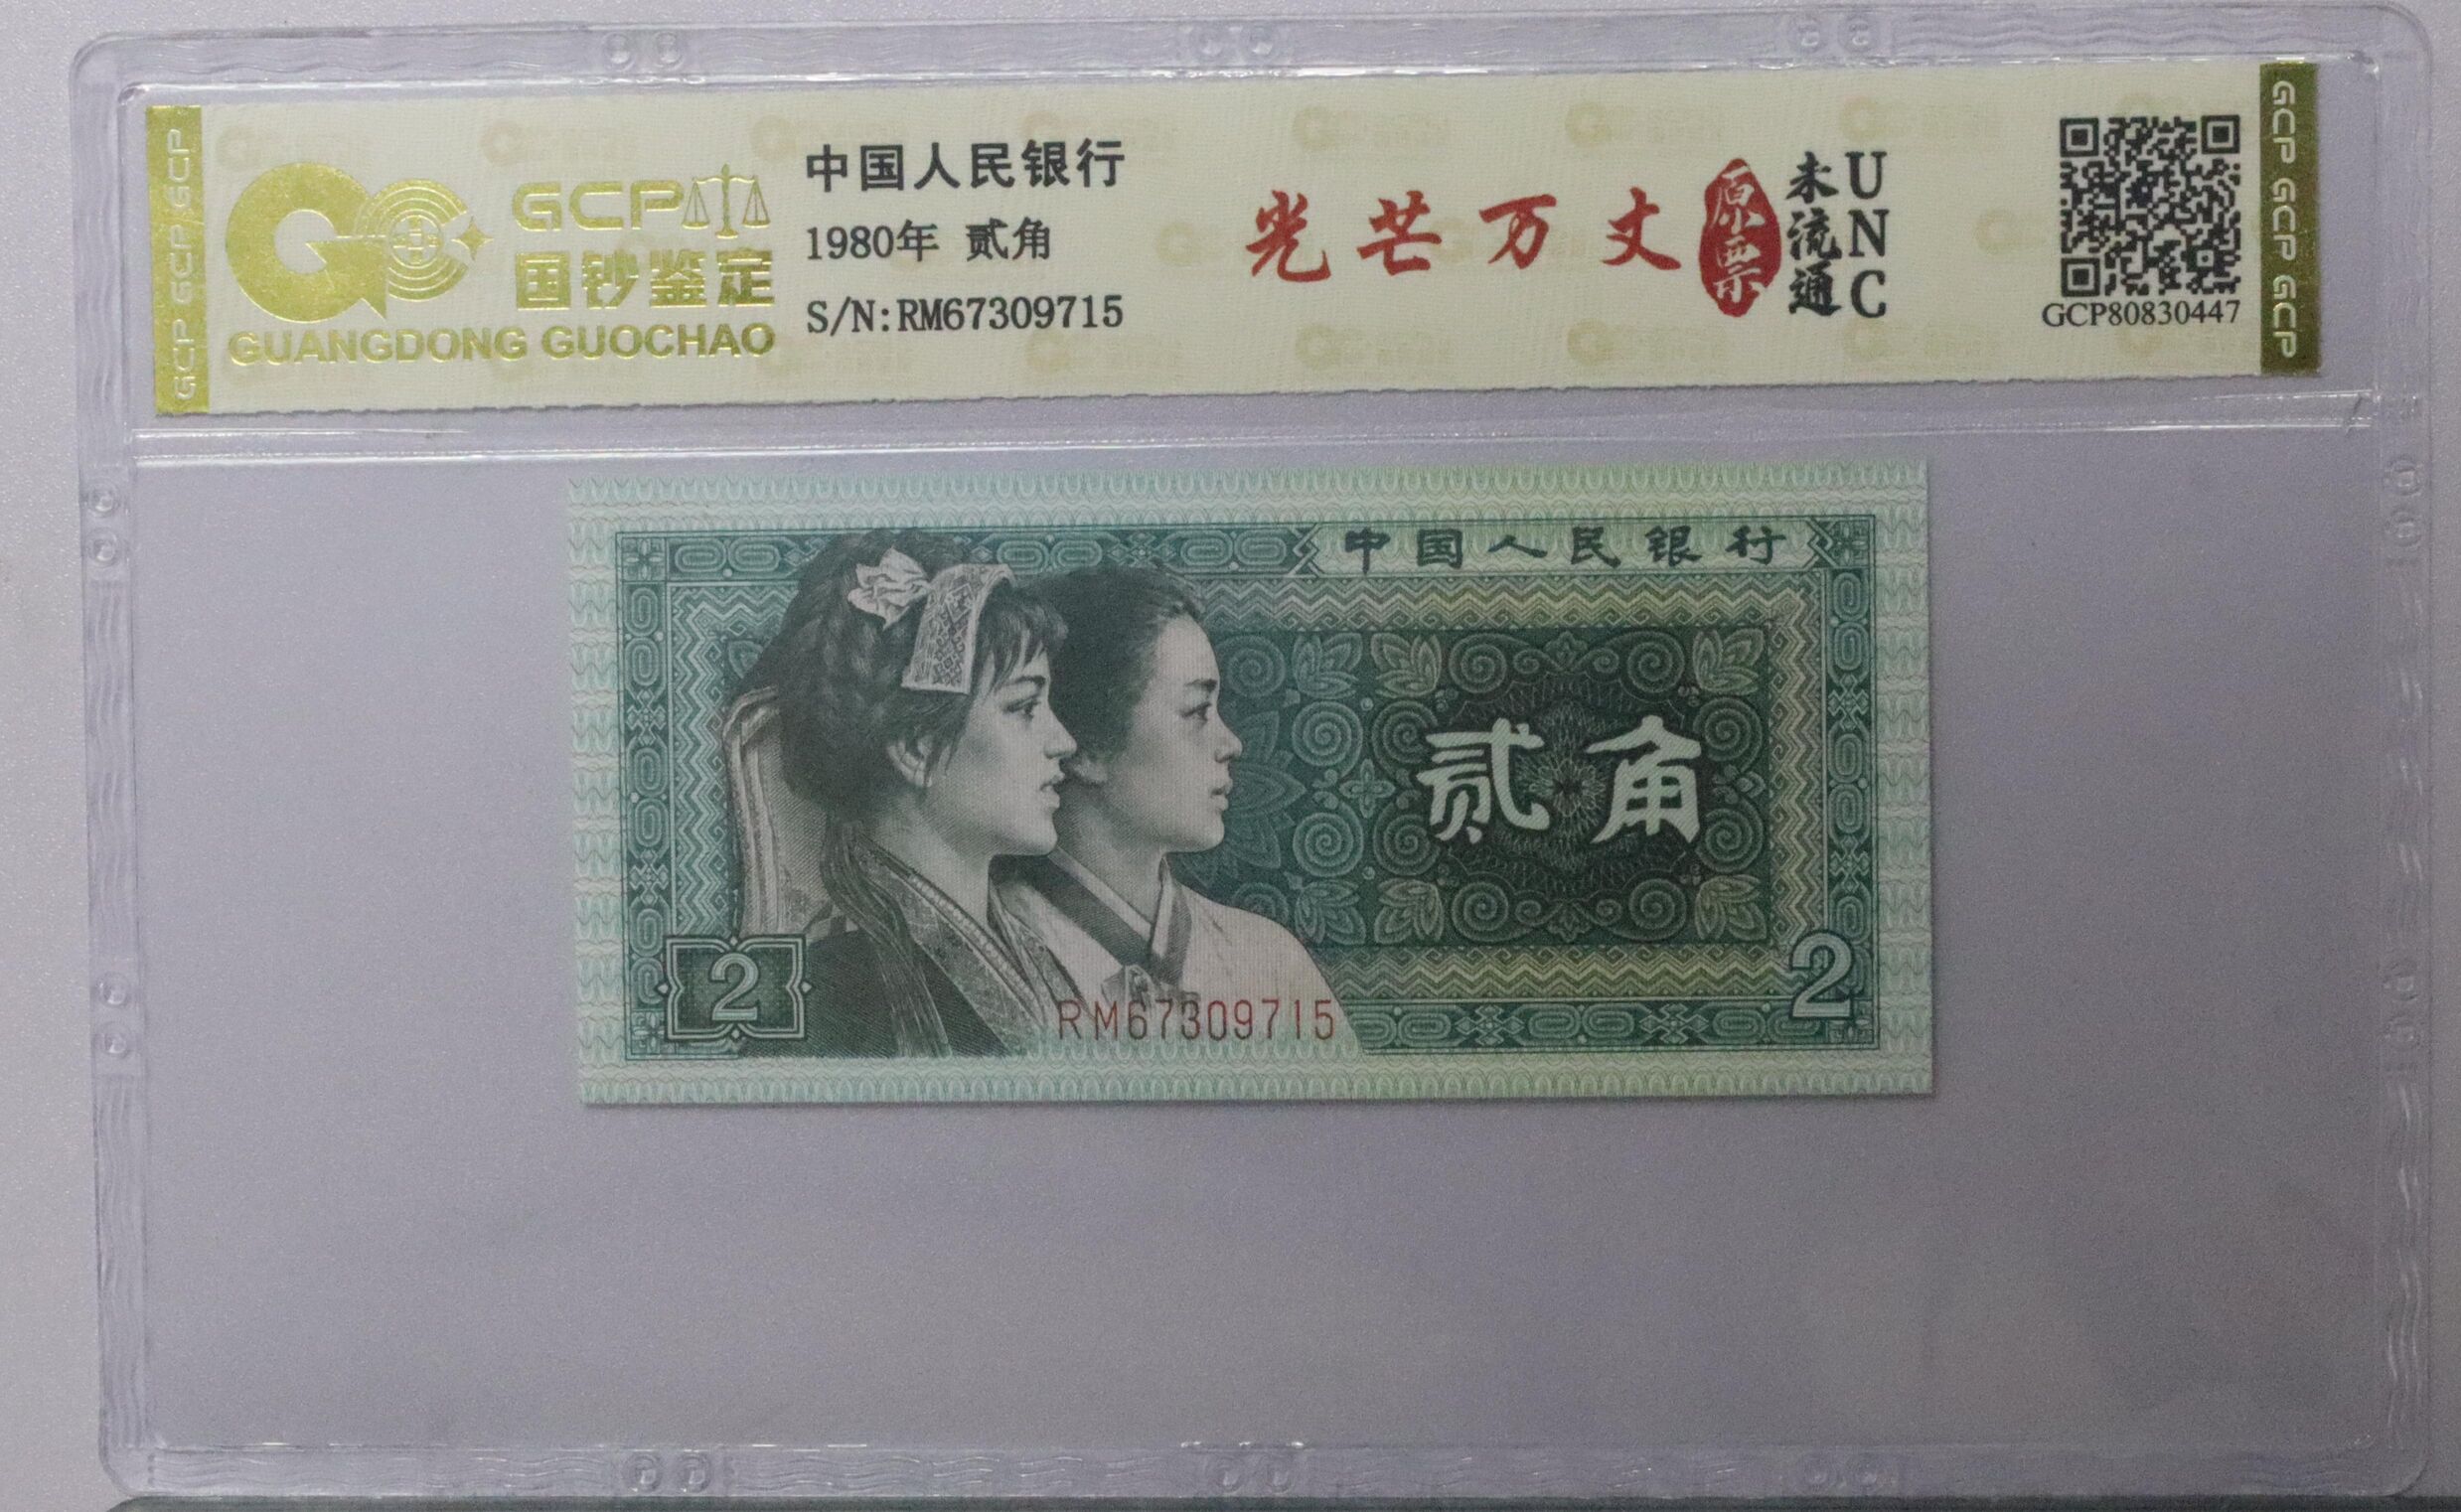 GCP GCP GCP
GCP
国钞鉴定
GUANGDONG GUOCHAO
中国人民银行
1980年 贰角
S/N:RM67309715
光芒万丈
原票
未流通
UNC
GCP80830447
GCP GCP GCP
中国人民银行
贰角
2
RM67309715
2